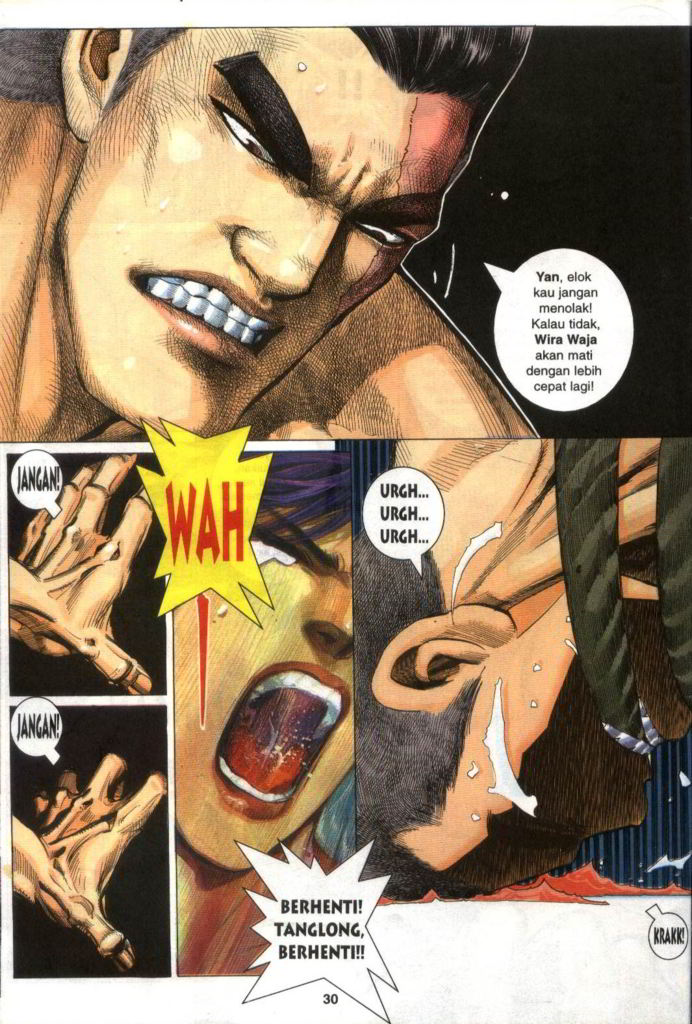 Yan, elok
kau jangan
menolak!
Kalau tidak,
Wira Waja
akan mati
dengan lebih
cepat lagi!
JANGAN!
WAH
URGH...
URGH...
URGH...
JANGAN!
BERHENTI!
TANGLONG,
BERHENTI!!
KRAKK!
30